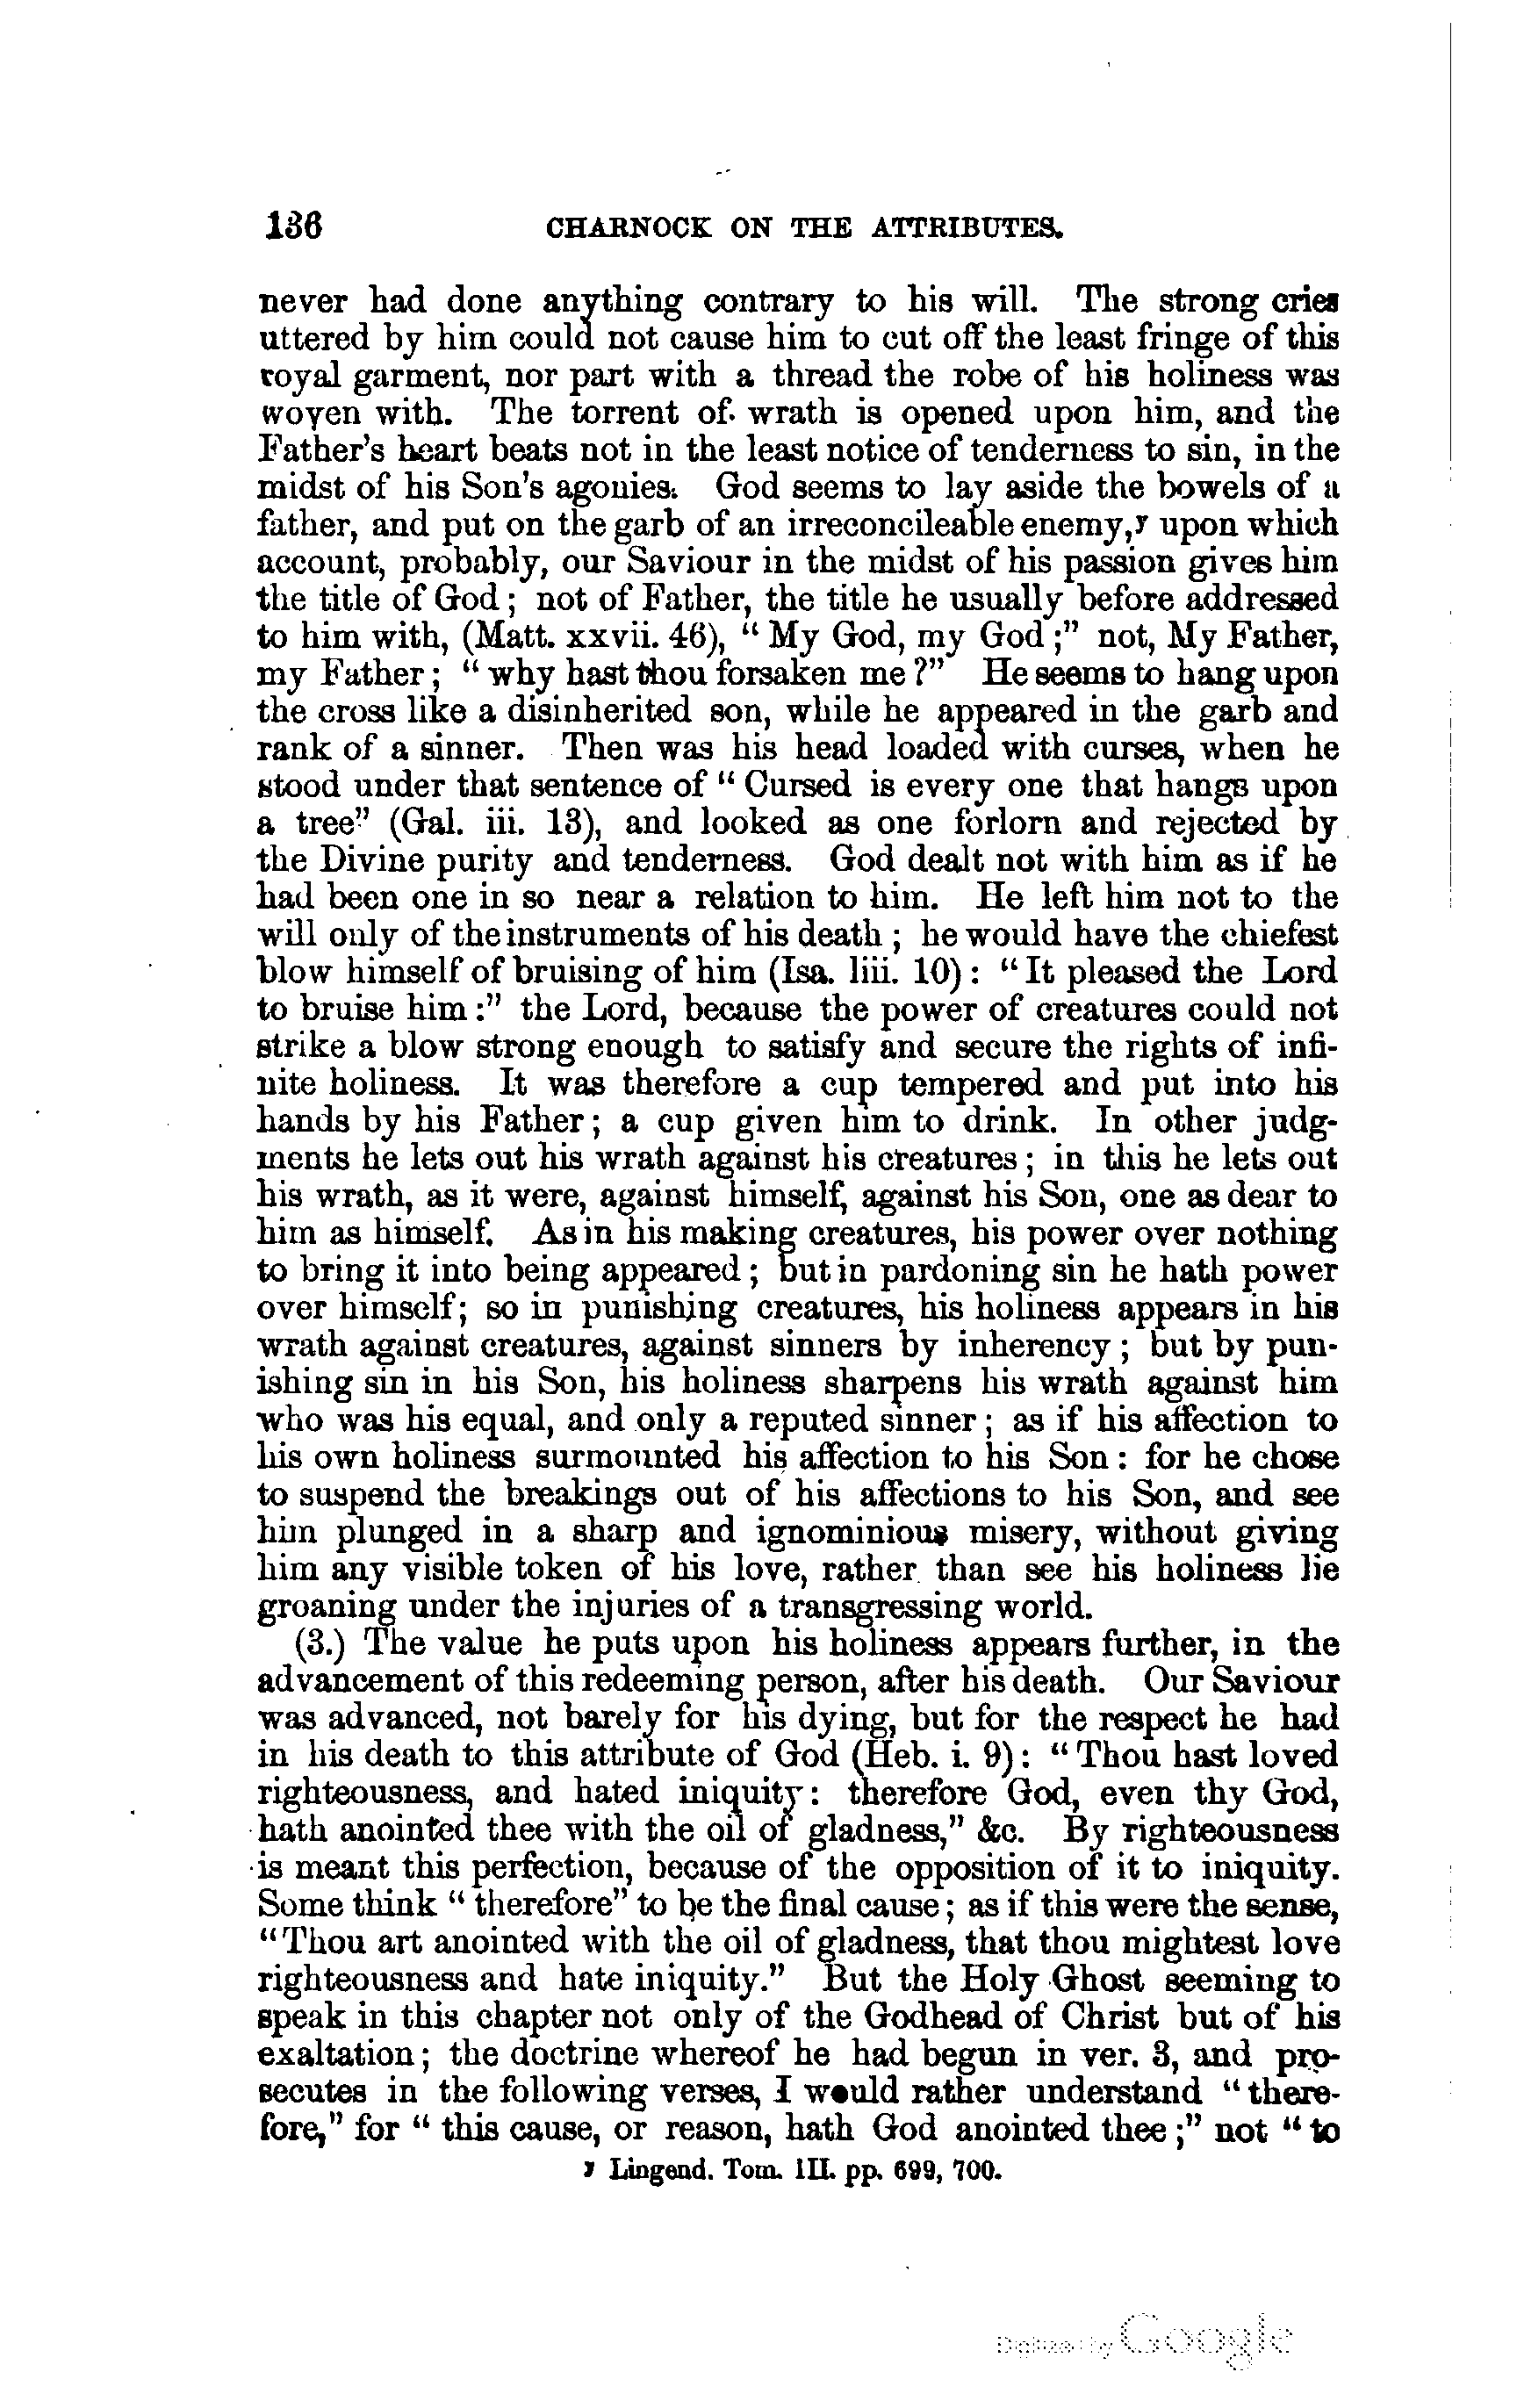 136 CHARNOCK ON THE ATTRIBUTES.
never had done anything contrary to his will. The strong cries
uttered by him could not cause him to cut off the least fringe of this
royal garment, nor part with a thread the robe of his holiness was
woven with. The torrent of wrath is opened upon him, and the
Father's heart beats not in the least notice of tenderness to sin, in the
midst of his Son's agonies. God seems to lay aside the bowels of a
father, and put on the garb of an irreconcileable enemy,y upon which
account, probably, our Saviour in the midst of his passion gives him
the title of God; not of Father, the title he usually before addressed
to him with, (Matt. xxvii. 46), "My God, my God;" not, My Father,
my Father; "why hast thou forsaken me?" He seems to hang upon
the cross like a disinherited son, while he appeared in the garb and
rank of a sinner. Then was his head loaded with curses, when he
stood under that sentence of "Cursed is every one that hangs upon
a tree" (Gal. iii. 13), and looked as one forlorn and rejected by
the Divine purity and tenderness. God dealt not with him as if he
had been one in so near a relation to him. He left him not to the
will only of the instruments of his death; he would have the chiefest
blow himself of bruising of him (Isa. liii. 10): "It pleased the Lord
to bruise him:" the Lord, because the power of creatures could not
strike a blow strong enough to satisfy and secure the rights of infi-
nite holiness. It was therefore a cup tempered and put into his
hands by his Father; a cup given him to drink. In other judg-
ments he lets out his wrath against his creatures; in this he lets out
his wrath, as it were, against himself, against his Son, one as dear to
him as himself. As in his making creatures, his power over nothing
to bring it into being appeared; but in pardoning sin he hath power
over himself; so in punishing creatures, his holiness appears in his
wrath against creatures, against sinners by inherency; but by pun-
ishing sin in his Son, his holiness sharpens his wrath against him
who was his equal, and only a reputed sinner; as if his affection to
his own holiness surmounted his affection to his Son: for he chose
to suspend the breakings out of his affections to his Son, and see
him plunged in a sharp and ignominious misery, without giving
him any visible token of his love, rather than see his holiness lie
groaning under the injuries of a transgressing world.
(3.) The value he puts upon his holiness appears further, in the
advancement of this redeeming person, after his death. Our Saviour
was advanced, not barely for his dying, but for the respect he had
in his death to this attribute of God (Heb. i. 9): "Thou hast loved
righteousness, and hated iniquity: therefore God, even thy God,
hath anointed thee with the oil of gladness," &c. By righteousness
is meant this perfection, because of the opposition of it to iniquity.
Some think "therefore" to be the final cause; as if this were the sense,
"Thou art anointed with the oil of gladness, that thou mightest love
righteousness and hate iniquity." But the Holy Ghost seeming to
speak in this chapter not only of the Godhead of Christ but of his
exaltation; the doctrine whereof he had begun in ver. 3, and pro-
secutes in the following verses, I would rather understand "there-
fore," for "this cause, or reason, hath God anointed thee;" not "to
y Lingend. Tom. III. pp. 699, 700.
Digitized by Google